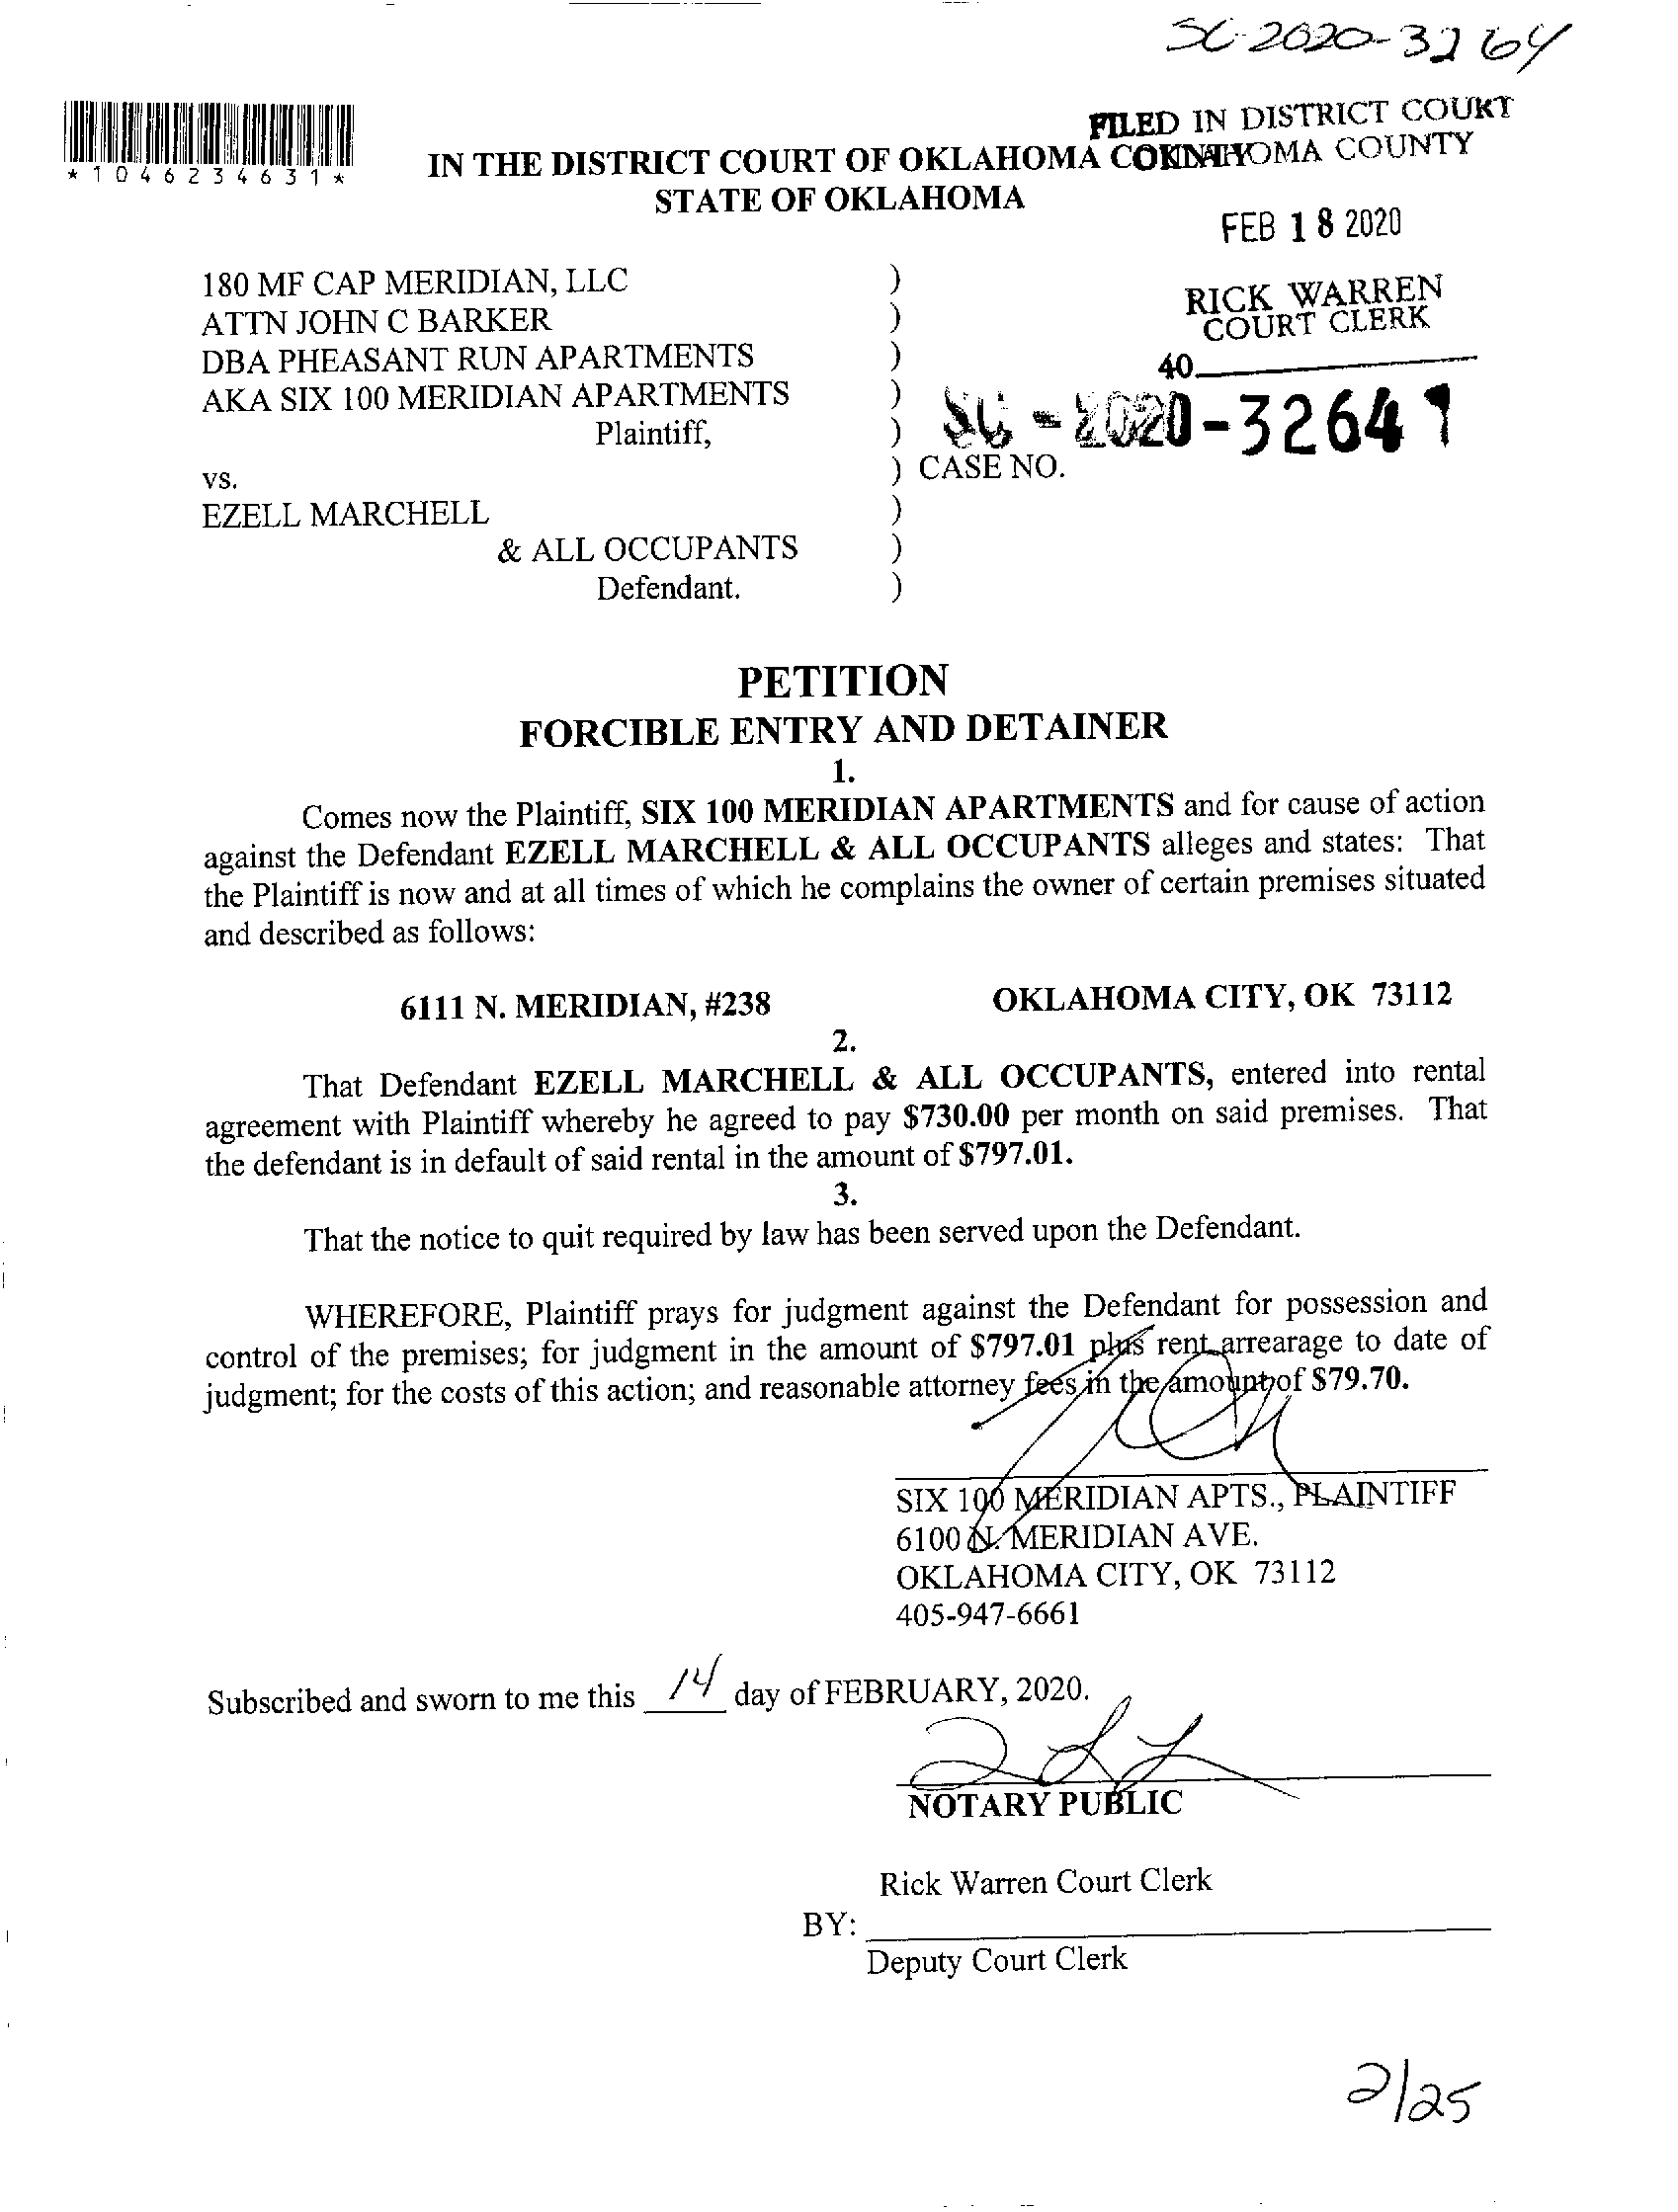 SC-2020-3264
FILED IN DISTRICT COURT
OKLAHOMA COUNTY
*1046234631*
IN THE DISTRICT COURT OF OKLAHOMA COUNTY
STATE OF OKLAHOMA
FEB 18 2020
RICK WARREN
COURT CLERK
40
180 MF CAP MERIDIAN, LLC )
ATTN JOHN C BARKER )
DBA PHEASANT RUN APARTMENTS )
AKA SIX 100 MERIDIAN APARTMENTS )
Plaintiff, ) SC-2020-32641
vs. ) CASE NO.
EZELL MARCHELL )
& ALL OCCUPANTS )
Defendant. )
PETITION
FORCIBLE ENTRY AND DETAINER
1.
Comes now the Plaintiff, SIX 100 MERIDIAN APARTMENTS and for cause of action
against the Defendant EZELL MARCHELL & ALL OCCUPANTS alleges and states: That
the Plaintiff is now and at all times of which he complains the owner of certain premises situated
and described as follows:
6111 N. MERIDIAN, #238 OKLAHOMA CITY, OK 73112
2.
That Defendant EZELL MARCHELL & ALL OCCUPANTS, entered into rental
agreement with Plaintiff whereby he agreed to pay $730.00 per month on said premises. That
the defendant is in default of said rental in the amount of $797.01.
3.
That the notice to quit required by law has been served upon the Defendant.
WHEREFORE, Plaintiff prays for judgment against the Defendant for possession and
control of the premises; for judgment in the amount of $797.01 plus rent arrearage to date of
judgment; for the costs of this action; and reasonable attorney fees in the amount of $79.70.
SIX 100 MERIDIAN APTS., PLAINTIFF
6100 N. MERIDIAN AVE.
OKLAHOMA CITY, OK 73112
405-947-6661
Subscribed and sworn to me this 14 day of FEBRUARY, 2020.
NOTARY PUBLIC
Rick Warren Court Clerk
BY:
Deputy Court Clerk
2/25